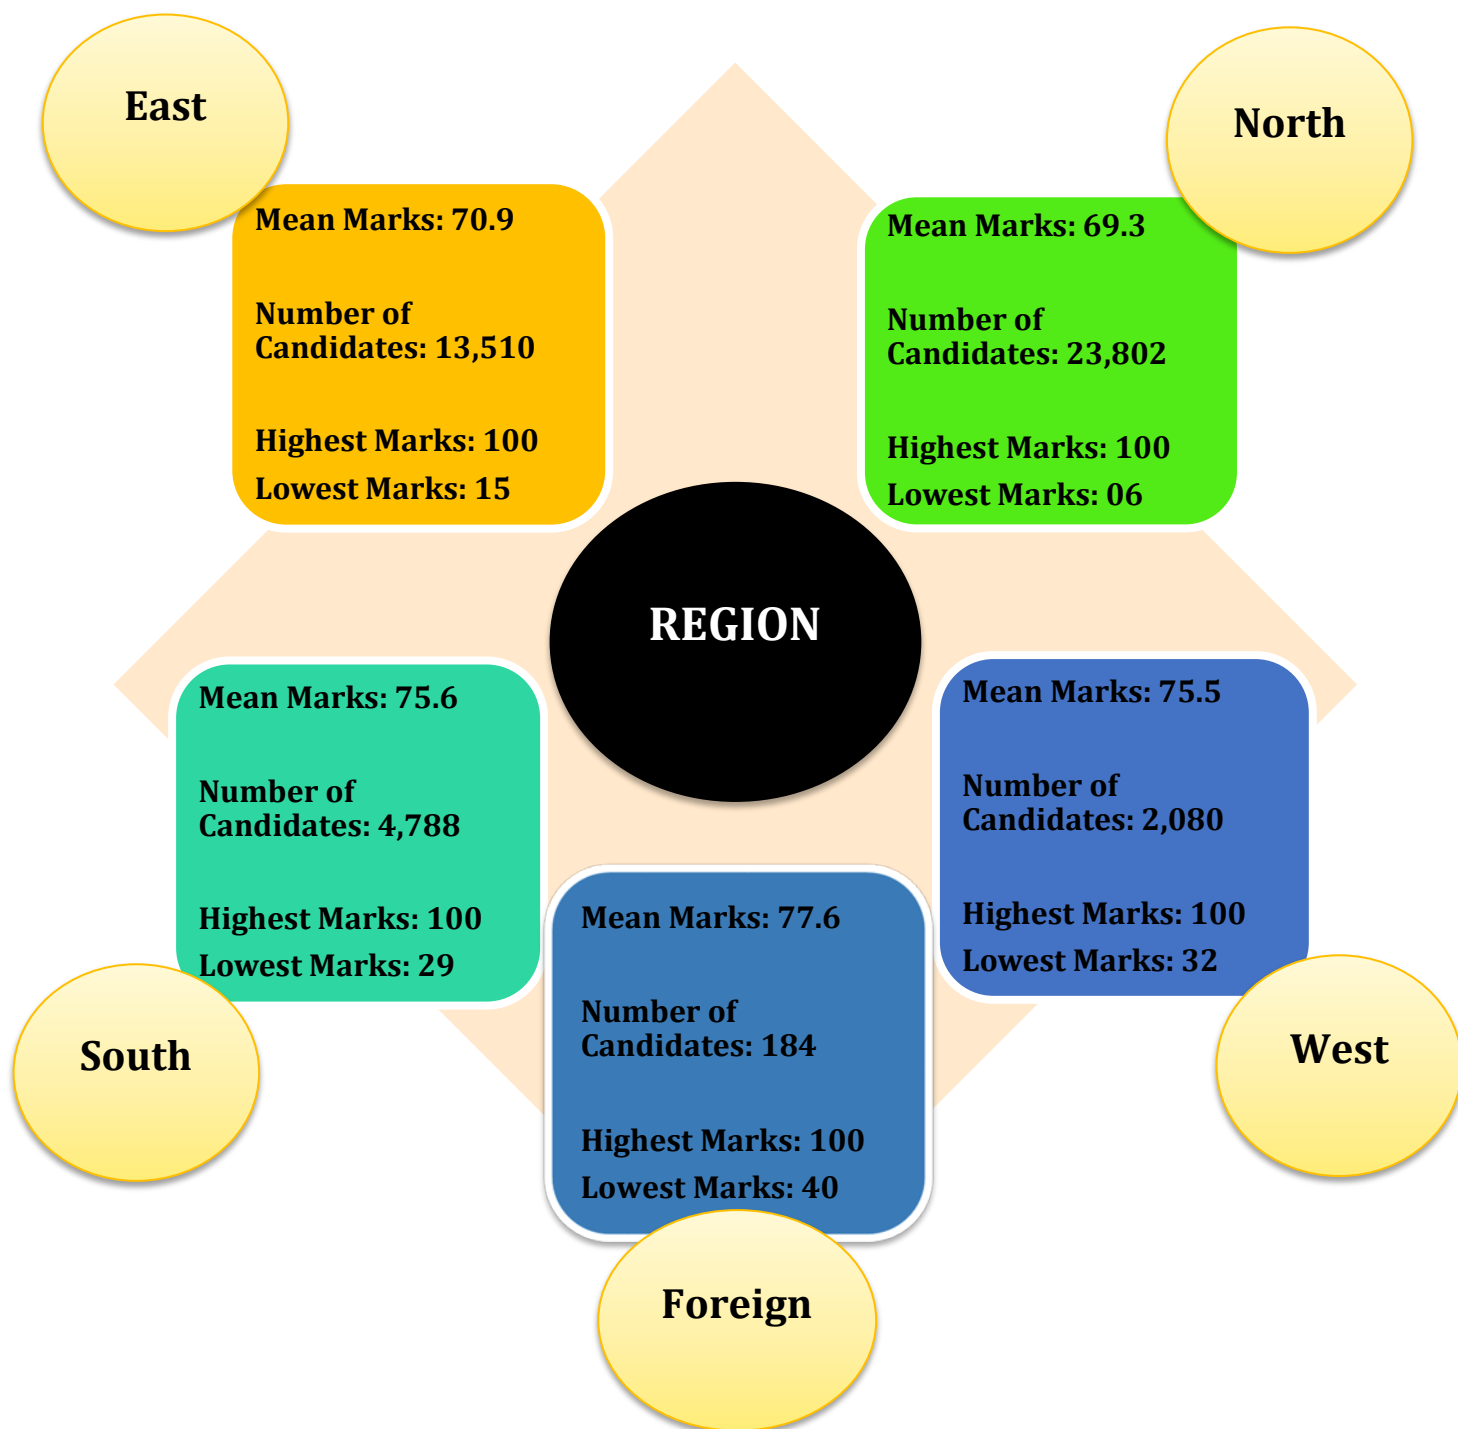 East
North
Mean Marks: 70.9
Number of
Candidates: 13,510
Highest Marks: 100
Lowest Marks: 15
Mean Marks: 69.3
Number of
Candidates: 23,802
Highest Marks: 100
Lowest Marks: 06
REGION
Mean Marks: 75.6
Number of
Candidates: 4,788
Highest Marks: 100
Lowest Marks: 29
South
Mean Marks: 75.5
Number of
Candidates: 2,080
Highest Marks: 100
Lowest Marks: 32
West
Mean Marks: 77.6
Number of
Candidates: 184
Highest Marks: 100
Lowest Marks: 40
Foreign